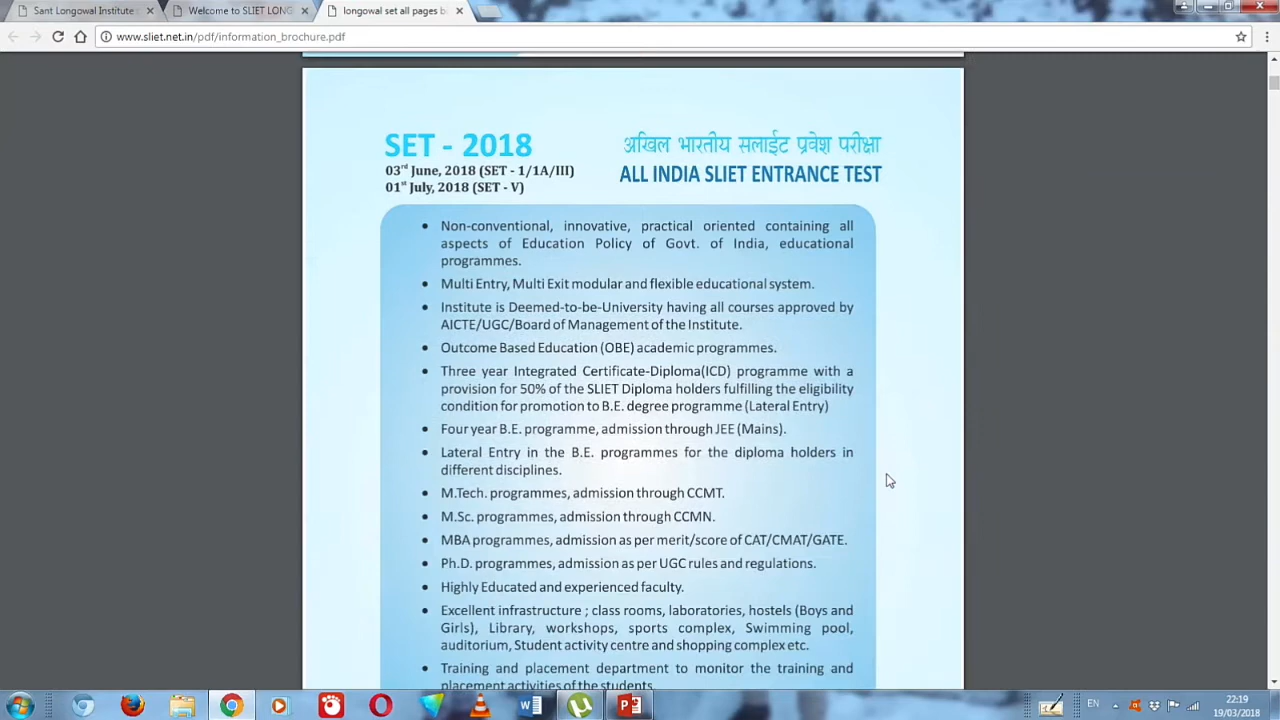 Sant Longowal Institute
Welcome to SLIET LONG
longowal set all pages b
www.sliet.net.in/pdf/information_brochure.pdf
SET - 2018
अखिल भारतीय सलाईट प्रवेश परीक्षा
03rd June, 2018 (SET - 1/1A/III)
ALL INDIA SLIET ENTRANCE TEST
01st July, 2018 (SET - V)
• Non-conventional, innovative, practical oriented containing all
aspects of Education Policy of Govt. of India, educational
programmes.
• Multi Entry, Multi Exit modular and flexible educational system.
• Institute is Deemed-to-be-University having all courses approved by
AICTE/UGC/Board of Management of the Institute.
• Outcome Based Education (OBE) academic programmes.
• Three year Integrated Certificate-Diploma(ICD) programme with a
provision for 50% of the SLIET Diploma holders fulfilling the eligibility
condition for promotion to B.E. degree programme (Lateral Entry)
• Four year B.E. programme, admission through JEE (Mains).
• Lateral Entry in the B.E. programmes for the diploma holders in
different disciplines.
• M.Tech. programmes, admission through CCMT.
• M.Sc. programmes, admission through CCMN.
• MBA programmes, admission as per merit/score of CAT/CMAT/GATE.
• Ph.D. programmes, admission as per UGC rules and regulations.
• Highly Educated and experienced faculty.
• Excellent infrastructure ; class rooms, laboratories, hostels (Boys and
Girls), Library, workshops, sports complex, Swimming pool,
auditorium, Student activity centre and shopping complex etc.
• Training and placement department to monitor the training and
placement activities of the students.
EN
22:19
19/03/2018